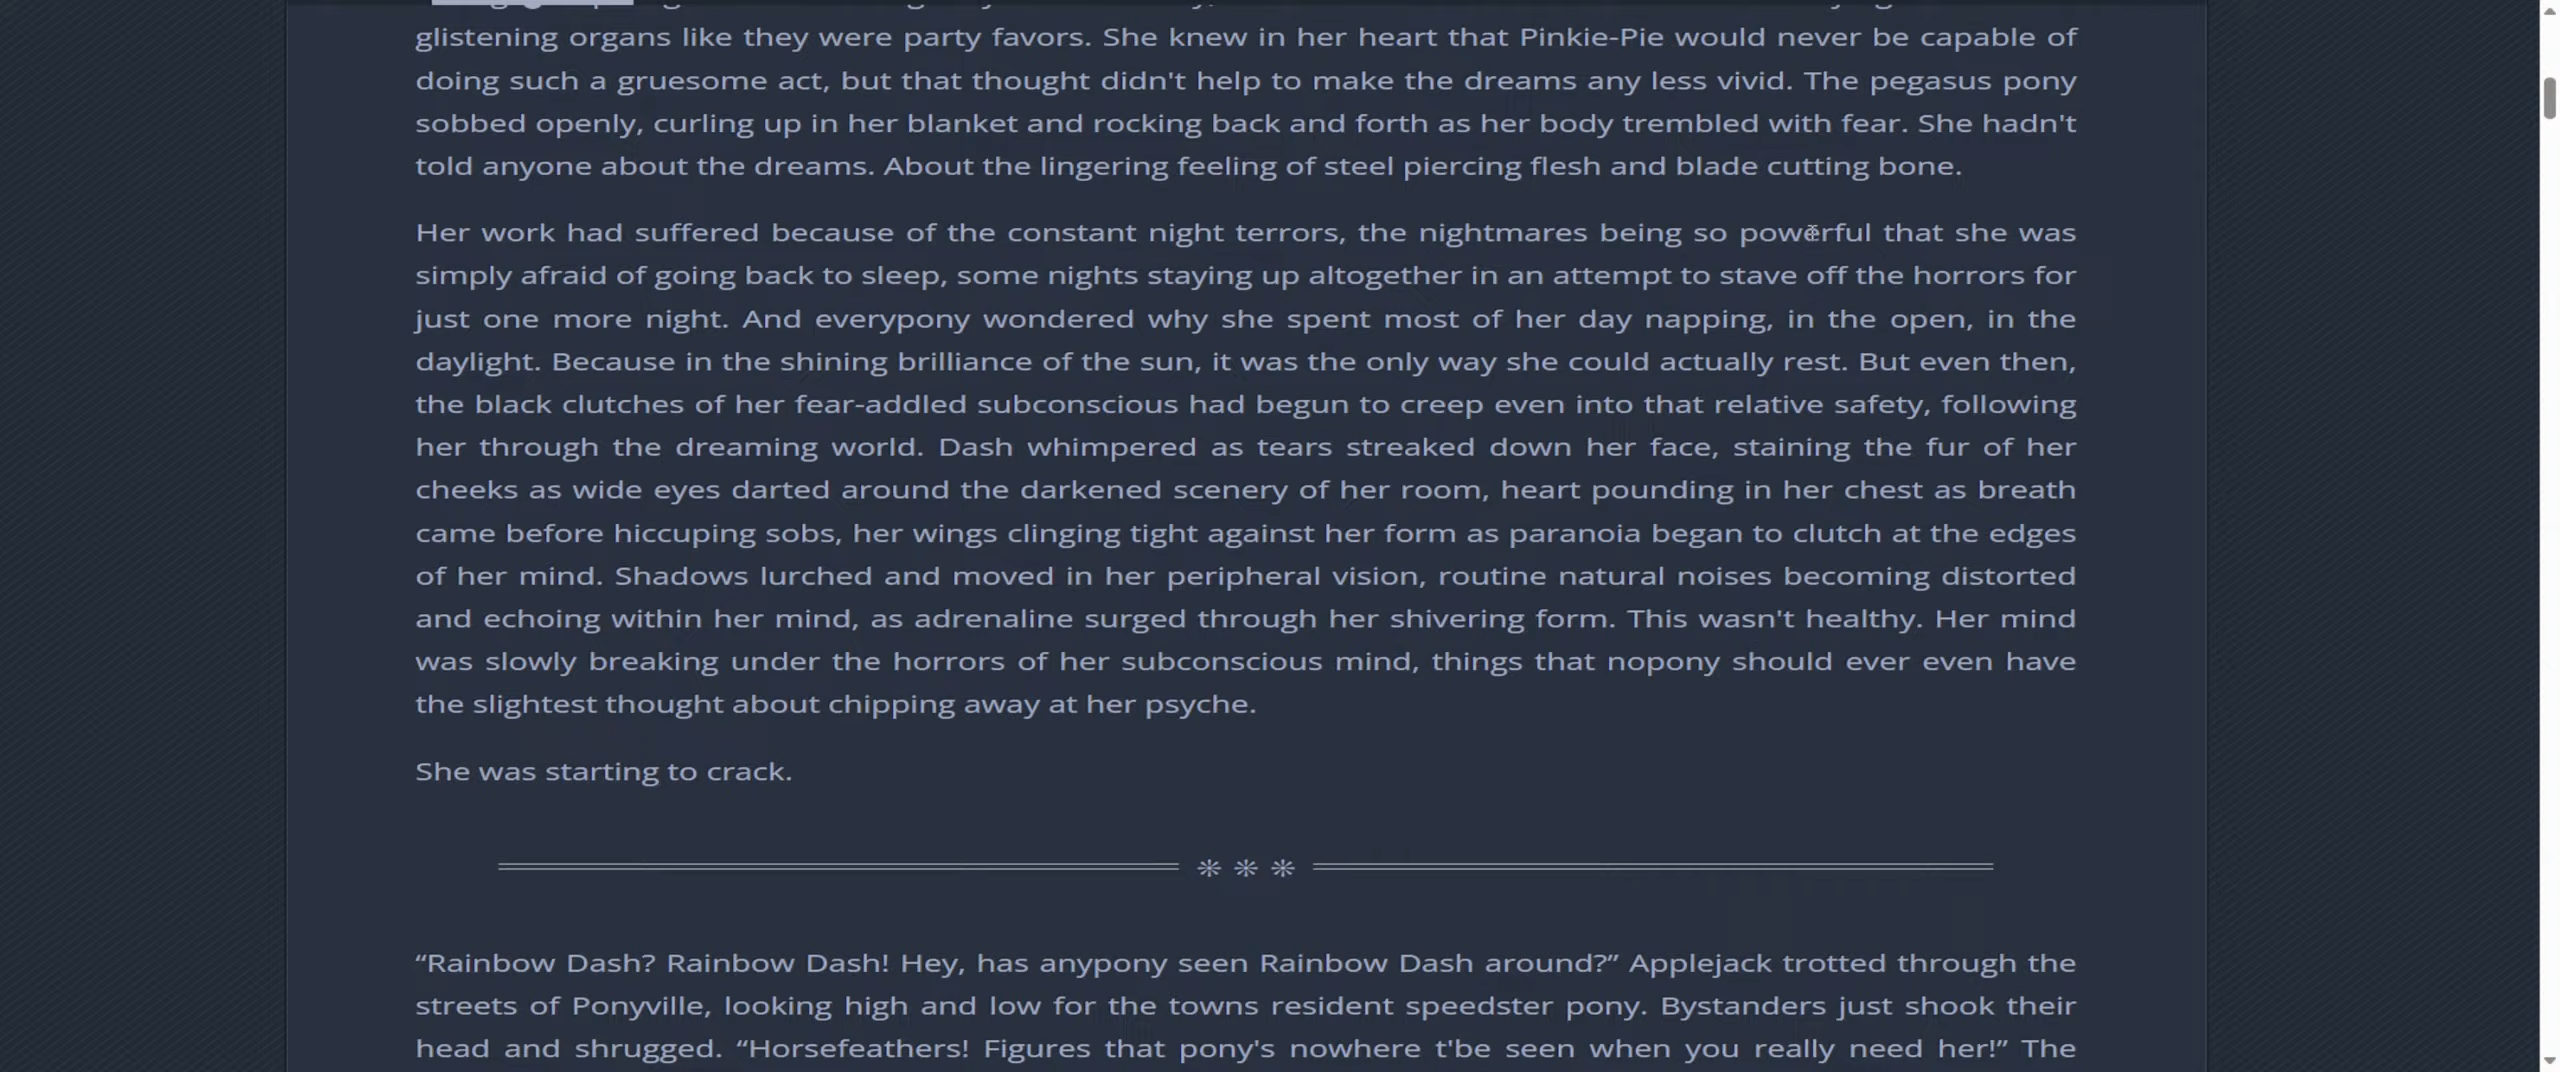 glistening organs like they were party favors. She knew in her heart that Pinkie-Pie would never be capable of
doing such a gruesome act, but that thought didn't help to make the dreams any less vivid. The pegasus pony
sobbed openly, curling up in her blanket and rocking back and forth as her body trembled with fear. She hadn't
told anyone about the dreams. About the lingering feeling of steel piercing flesh and blade cutting bone.
Her work had suffered because of the constant night terrors, the nightmares being so powerful that she was
simply afraid of going back to sleep, some nights staying up altogether in an attempt to stave off the horrors for
just one more night. And everypony wondered why she spent most of her day napping, in the open, in the
daylight. Because in the shining brilliance of the sun, it was the only way she could actually rest. But even then,
the black clutches of her fear-addled subconscious had begun to creep even into that relative safety, following
her through the dreaming world. Dash whimpered as tears streaked down her face, staining the fur of her
cheeks as wide eyes darted around the darkened scenery of her room, heart pounding in her chest as breath
came before hiccuping sobs, her wings clinging tight against her form as paranoia began to clutch at the edges
of her mind. Shadows lurched and moved in her peripheral vision, routine natural noises becoming distorted
and echoing within her mind, as adrenaline surged through her shivering form. This wasn't healthy. Her mind
was slowly breaking under the horrors of her subconscious mind, things that nopony should ever even have
the slightest thought about chipping away at her psyche.
She was starting to crack.
“Rainbow Dash? Rainbow Dash! Hey, has anypony seen Rainbow Dash around?” Applejack trotted through the
streets of Ponyville, looking high and low for the towns resident speedster pony. Bystanders just shook their
head and shrugged. “Horsefeathers! Figures that pony's nowhere t'be seen when you really need her!” The